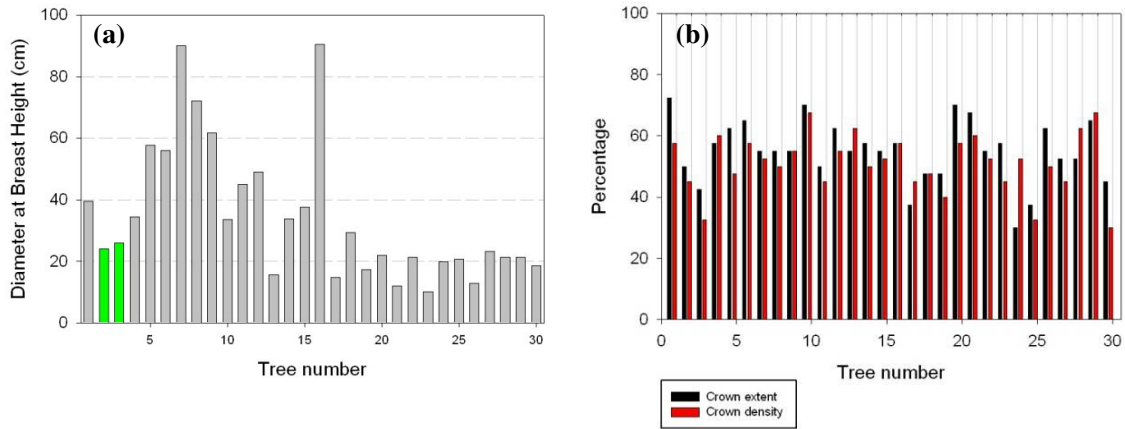 (a)
Diameter at Breast Height (cm)
100
80
60
40
20
0
5 10 15 20 25 30
Tree number
(b)
Percentage
100
80
60
40
20
0
0 5 10 15 20 25 30
Tree number
Crown extent
Crown density